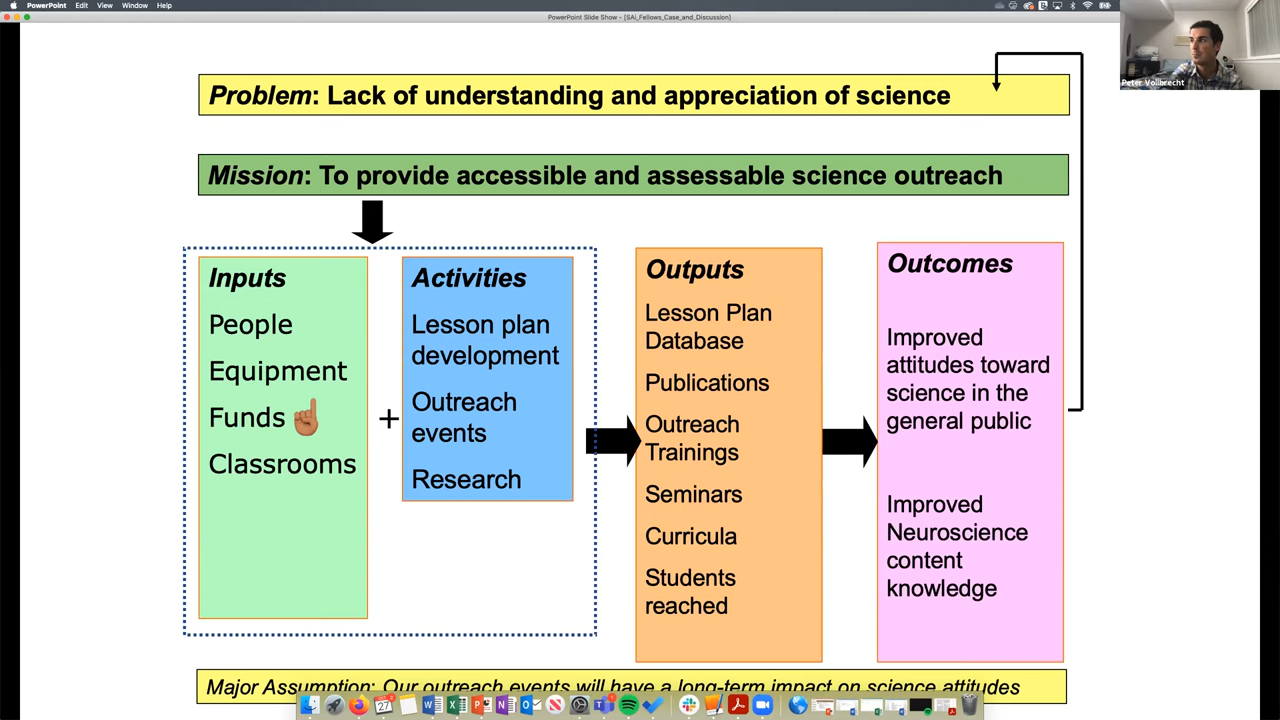 PowerPoint Edit View Window Help
PowerPoint Slide Show - [SAi_Fellows_Case_and_Discussion]
Peter Vollbrecht
Problem: Lack of understanding and appreciation of science
Mission: To provide accessible and assessable science outreach
Inputs
People
Equipment
Funds
Classrooms
+
Activities
Lesson plan
development
Outreach
events
Research
Outputs
Lesson Plan
Database
Publications
Outreach
Trainings
Seminars
Curricula
Students
reached
Outcomes
Improved
attitudes toward
science in the
general public
Improved
Neuroscience
content
knowledge
Major Assumption: Our outreach events will have a long-term impact on science attitudes
27